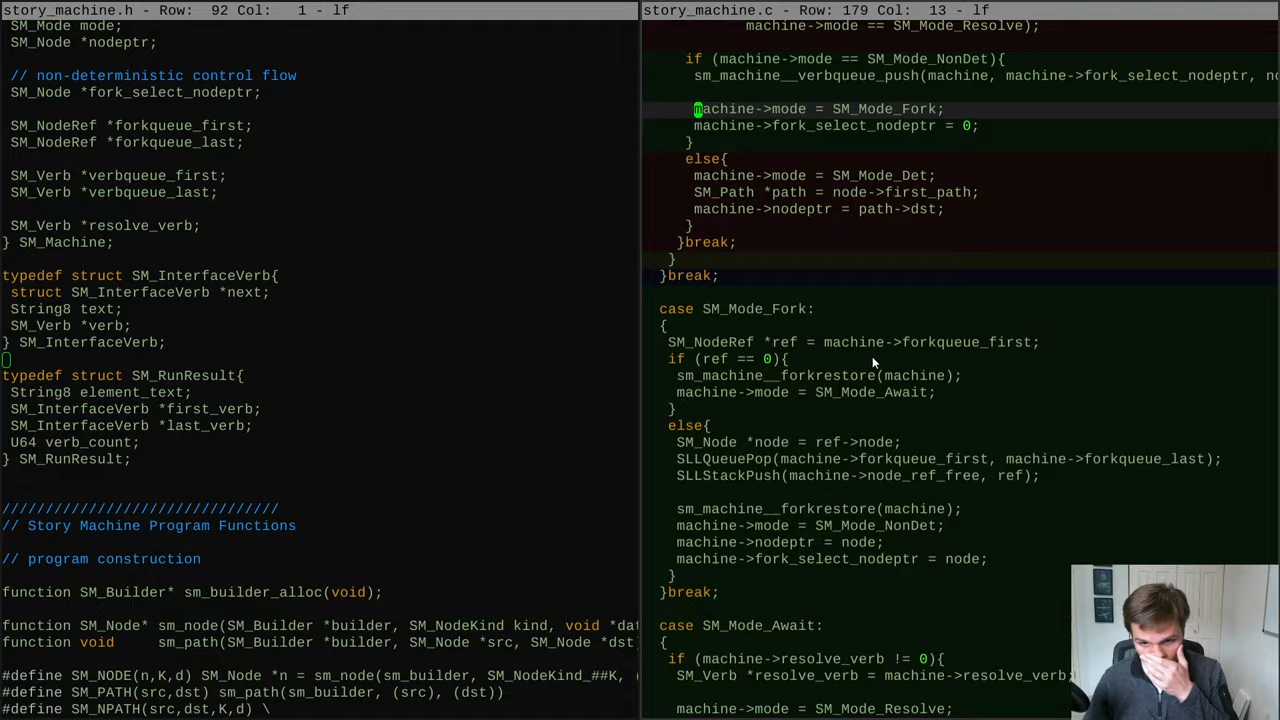 story_machine.h - Row:  92 Col:   1 - lf
SM_Mode mode;
SM_Node *nodeptr;
// non-deterministic control flow
SM_Node *fork_select_nodeptr;
SM_NodeRef *forkqueue_first;
SM_NodeRef *forkqueue_last;
SM_Verb *verbqueue_first;
SM_Verb *verbqueue_last;
SM_Verb *resolve_verb;
} SM_Machine;
typedef struct SM_InterfaceVerb{
struct SM_InterfaceVerb *next;
String8 text;
SM_Verb *verb;
} SM_InterfaceVerb;
typedef struct SM_RunResult{
String8 element_text;
SM_InterfaceVerb *first_verb;
SM_InterfaceVerb *last_verb;
U64 verb_count;
} SM_RunResult;
////////////////////////////////
// Story Machine Program Functions
// program construction
function SM_Builder* sm_builder_alloc(void);
function SM_Node* sm_node(SM_Builder *builder, SM_NodeKind kind, void *da
function void     sm_path(SM_Builder *builder, SM_Node *src, SM_Node *dst
#define SM_NODE(n,K,d) SM_Node *n = sm_node(sm_builder, SM_NodeKind_##K, (
#define SM_PATH(src,dst) sm_path(sm_builder, (src), (dst))
#define SM_NPATH(src,dst,K,d) \
story_machine.c - Row: 179 Col:  13 - lf
mode == SM_Mode_Resolve);
if (machine->mode == SM_Mode_NonDet){
sm_machine__verbqueue_push(machine, machine->fork_select_nodeptr, no
machine->mode = SM_Mode_Fork;
machine->fork_select_nodeptr = 0;
}
else{
machine->mode = SM_Mode_Det;
SM_Path *path = node->first_path;
machine->nodeptr = path->dst;
}
}break;
}
}break;
case SM_Mode_Fork:
{
SM_NodeRef *ref = machine->forkqueue_first;
if (ref == 0){
sm_machine__forkrestore(machine);
machine->mode = SM_Mode_Await;
}
else{
SM_Node *node = ref->node;
SLLQueuePop(machine->forkqueue_first, machine->forkqueue_last);
SLLStackPush(machine->node_ref_free, ref);
sm_machine__forkrestore(machine);
machine->mode = SM_Mode_NonDet;
machine->nodeptr = node;
machine->fork_select_nodeptr = node;
}
}break;
case SM_Mode_Await:
{
if (machine->resolve_verb != 0){
SM_Verb *resolve_verb = machine->resolve_verb;
machine->mode = SM_Mode_Resolve;